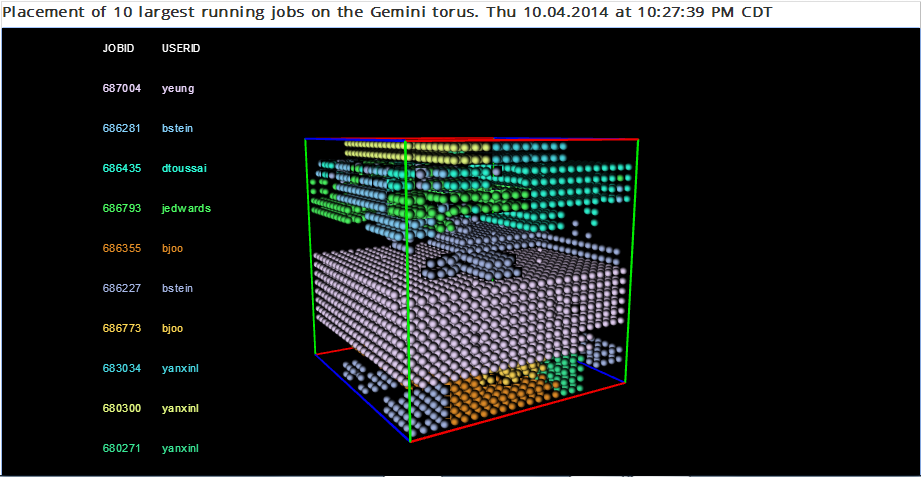 Placement of 10 largest running jobs on the Gemini torus. Thu 10.04.2014 at 10:27:39 PM CDT
JOBID USERID
687004 yeung
686281 bstein
686435 dtoussai
686793 jedwards
686355 bjoo
686227 bstein
686773 bjoo
683034 yanxinl
680300 yanxinl
680271 yanxinl